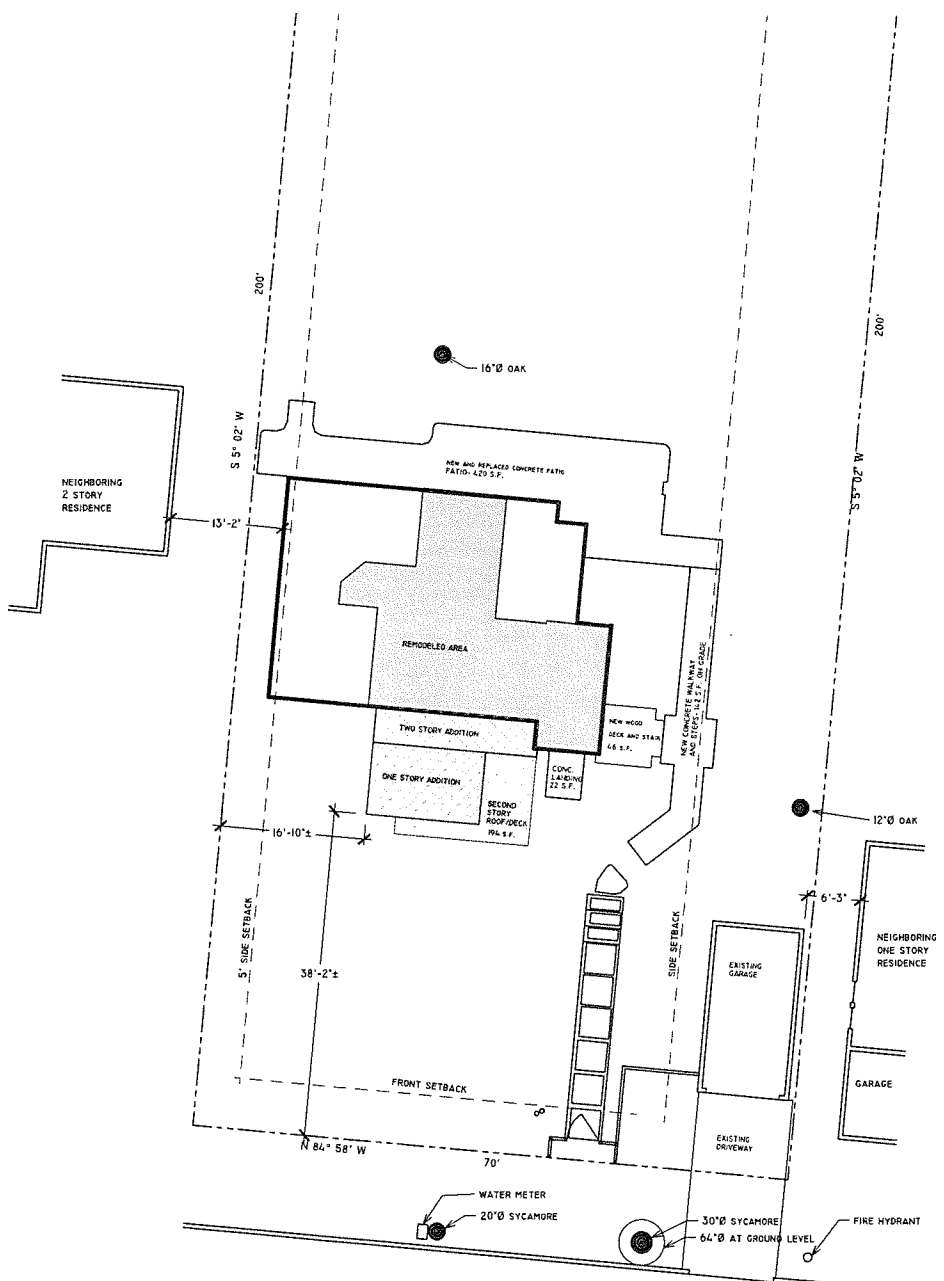 200'
200'
16"Ø OAK
S 5° 02' W
S 5° 02' W
NEW AND REPLACED CONCRETE PATIO
PATIO- 420 S.F.
NEIGHBORING
2 STORY
RESIDENCE
13'-2"
REMODELED AREA
NEW CONCRETE WALKWAY
AND STEPS- 142 S.F. ON GRADE
TWO STORY ADDITION
NEW WOOD
DECK AND STAIR
46 S.F.
ONE STORY ADDITION
CONC.
LANDING
22 S.F.
SECOND
STORY
ROOF/DECK
194 S.F.
16'-10"±
12"Ø OAK
6'-3"
5' SIDE SETBACK
38'-2"±
SIDE SETBACK
EXISTING
GARAGE
NEIGHBORING
ONE STORY
RESIDENCE
FRONT SETBACK
GARAGE
N 84° 58' W
70'
EXISTING
DRIVEWAY
WATER METER
20"Ø SYCAMORE
30"Ø SYCAMORE
64"Ø AT GROUND LEVEL
FIRE HYDRANT